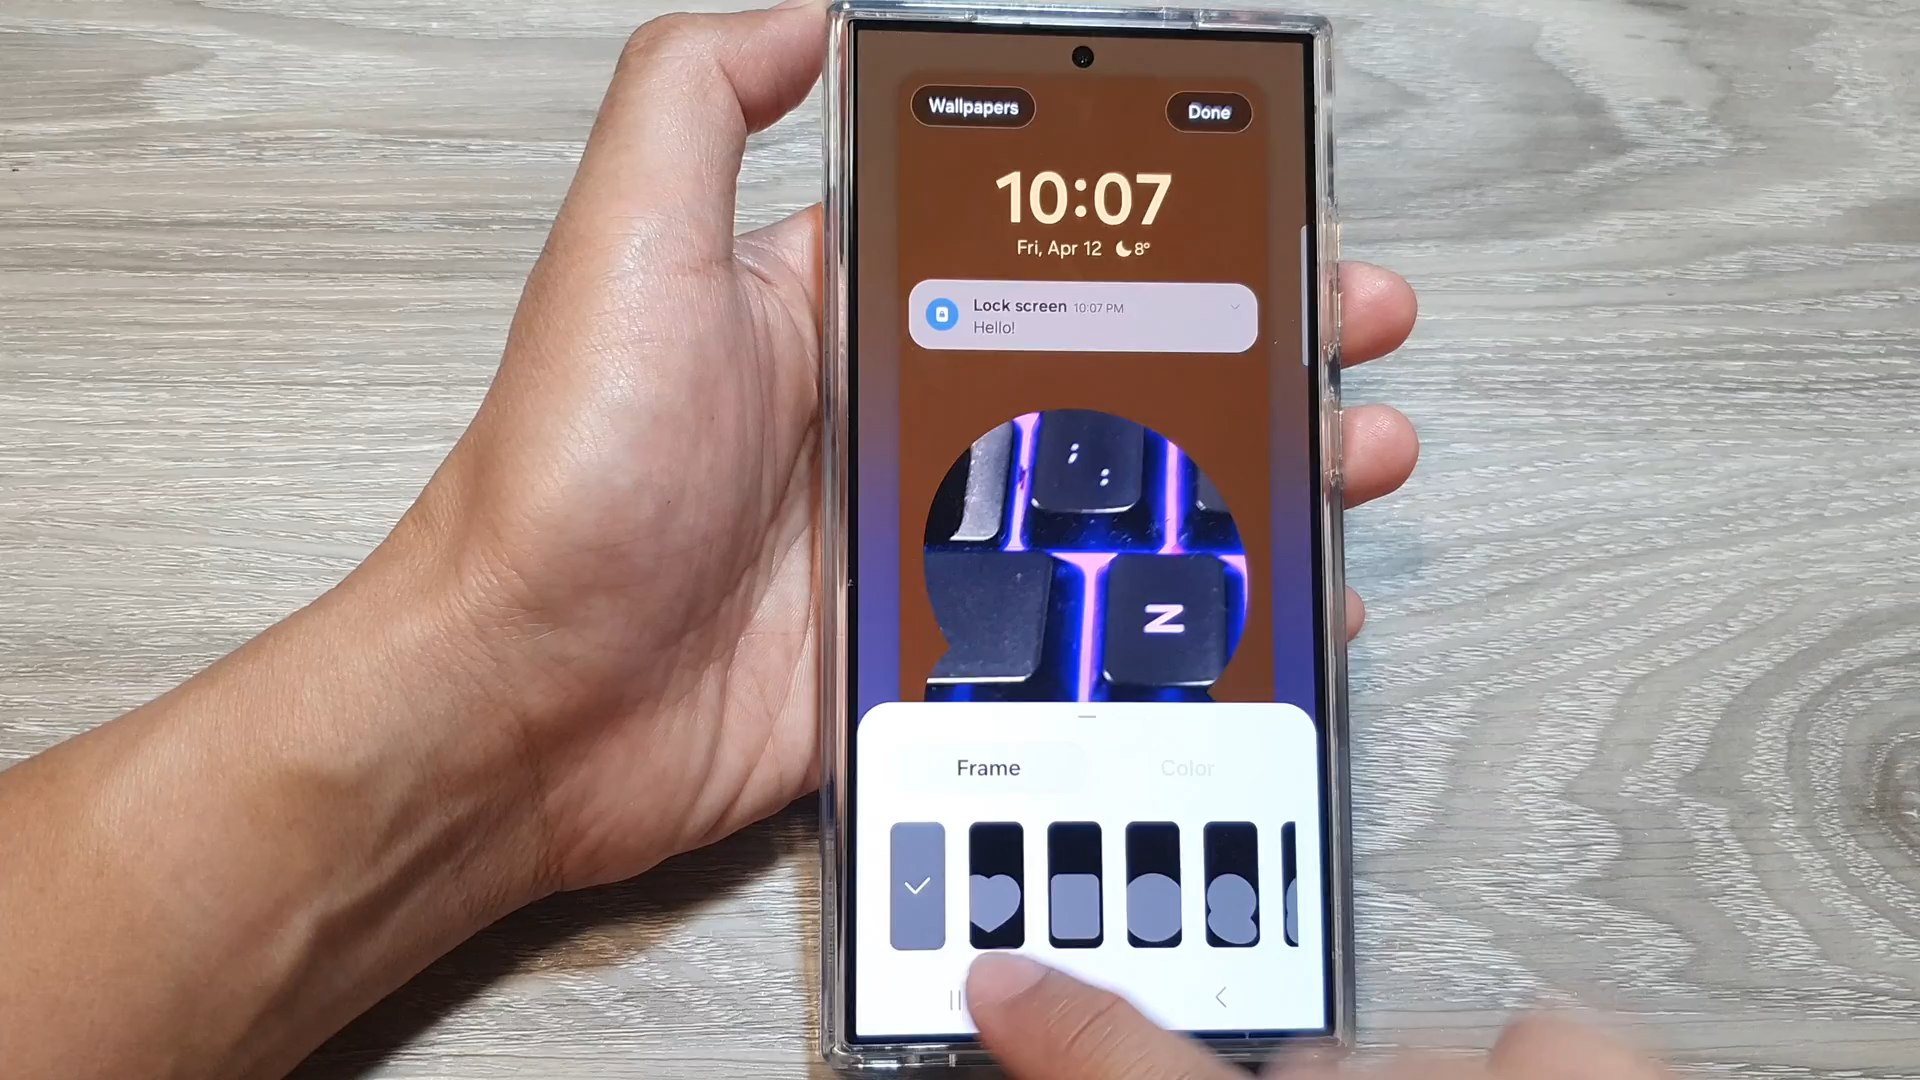 Wallpapers
Done
10:07
Fri, Apr 12 8°
Lock screen 10:07 PM
Hello!
;
:
Z
Frame
Color